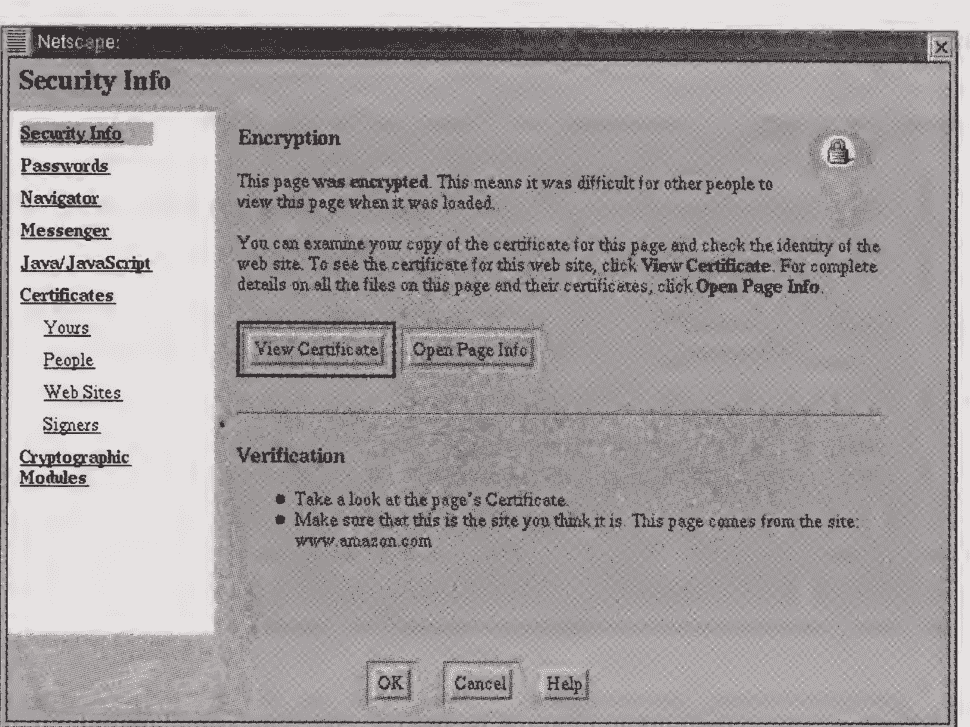 Netscape:
Security Info
Security Info
Passwords
Navigator
Messenger
Java/JavaScript
Certificates
Yours
People
Web Sites
Signers
Cryptographic
Modules
Encryption
This page was encrypted. This means it was difficult for other people to
view this page when it was loaded.
You can examine your copy of the certificate for this page and check the identity of the
web site. To see the certificate for this web site, click View Certificate. For complete
details on all the files on this page and their certificates, click Open Page Info.
View Certificate Open Page Info
Verification
Take a look at the page's Certificate.
Make sure that this is the site you think it is. This page comes from the site:
www.amazon.com
OK Cancel Help